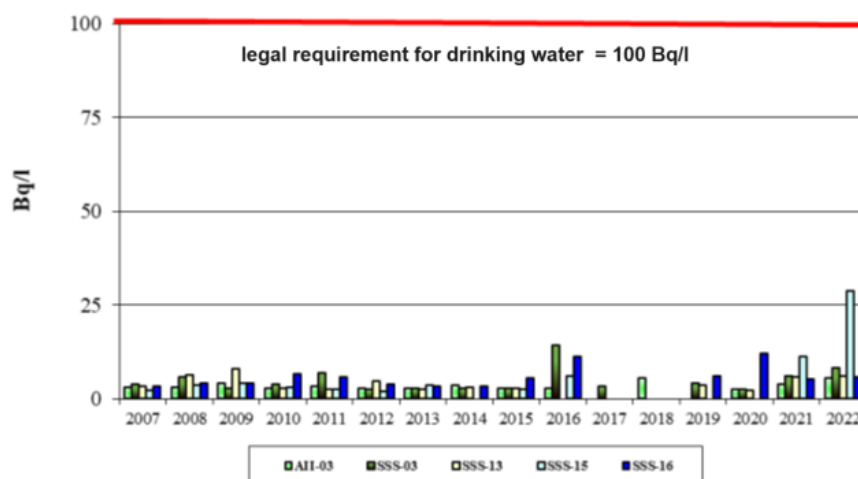 100
legal requirement for drinking water = 100 Bq/l
75
Bq/l
50
25
0
2007 2008 2009 2010 2011 2012 2013 2014 2015 2016 2017 2018 2019 2020 2021 2022
AII-03 SSS-03 SSS-13 SSS-15 SSS-16